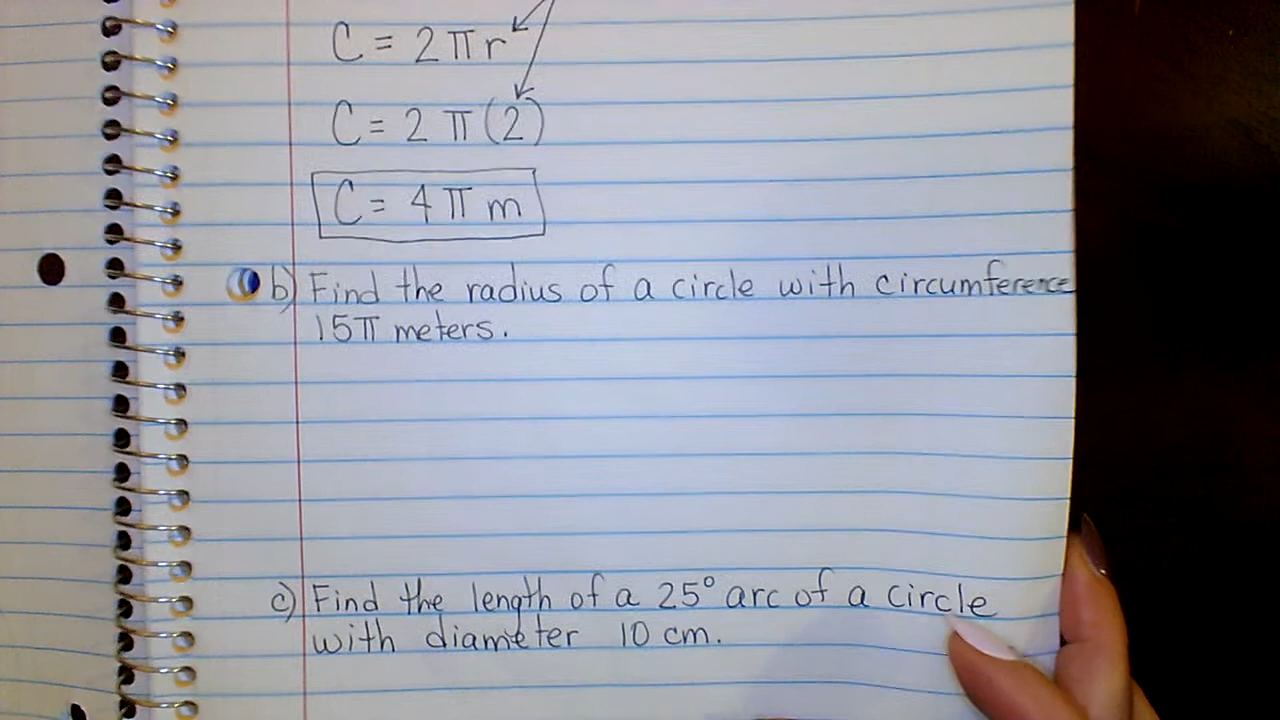 C = 2πr
C = 2π(2)
C = 4π m
b) Find the radius of a circle with circumference
15π meters.
c) Find the length of a 25° arc of a circle
with diameter 10 cm.